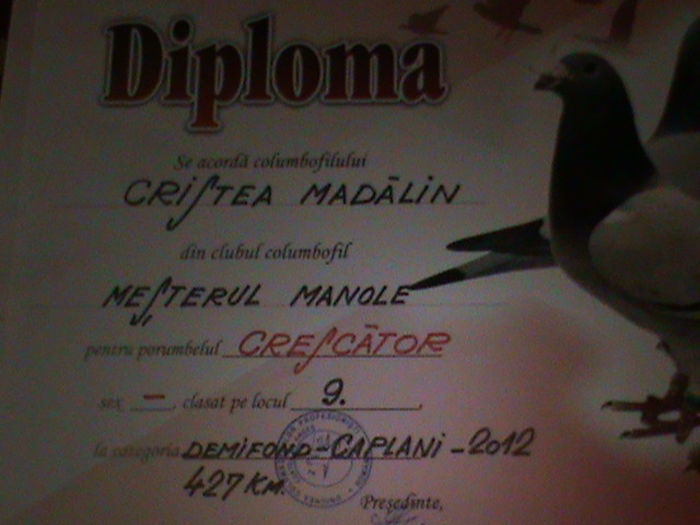 Diploma
Se acordă columbofilului
CRISTEA MADĂLIN
din clubul columbofil
MEȘTERUL MANOLE
pentru porumbelul CRESCĂTOR
sex -, clasat pe locul 9.
la categoria DEMIFOND-CAPLANI-2012
427 KM.
Președinte,